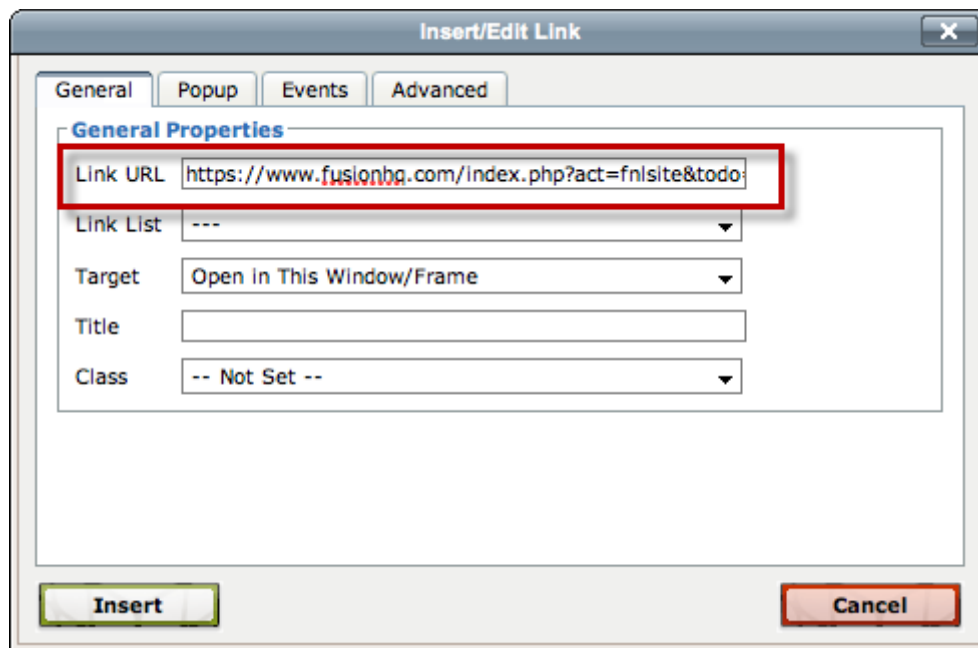 Insert/Edit Link
General Popup Events Advanced
General Properties
Link URL https://www.fusionhq.com/index.php?act=fnlsite&todo=
Link List ---
Target Open in This Window/Frame
Title
Class -- Not Set --
Insert Cancel